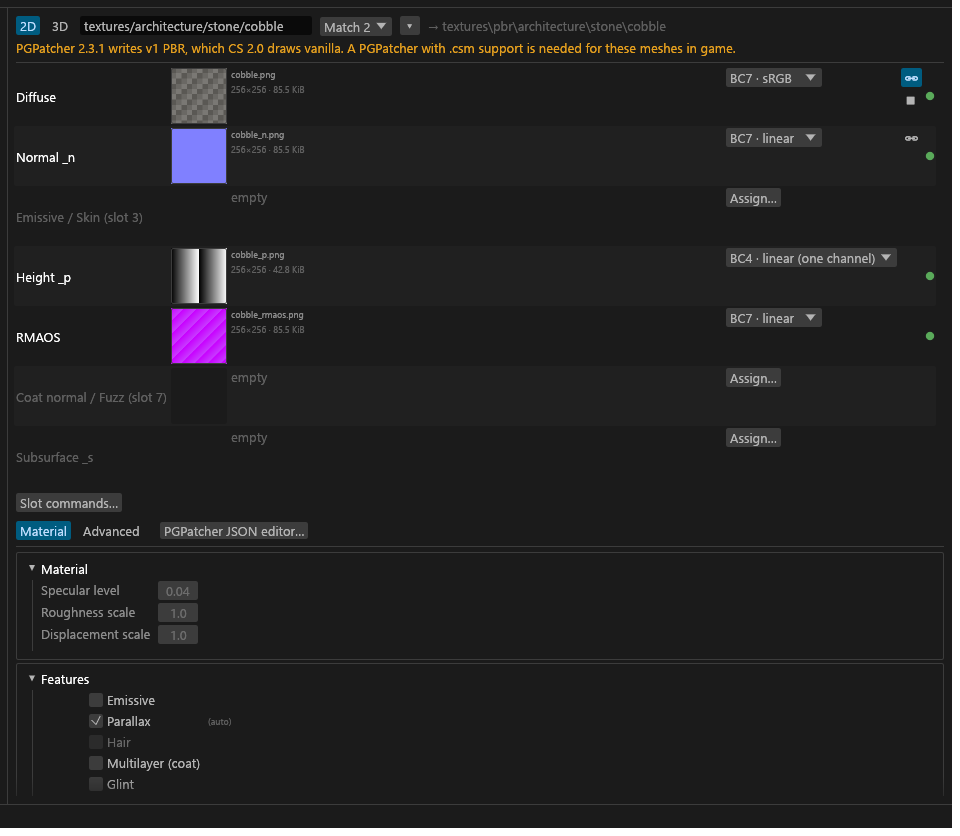 2D 3D textures/architecture/stone/cobble Match 2 → textures\pbr\architecture\stone\cobble
PGPatcher 2.3.1 writes v1 PBR, which CS 2.0 draws vanilla. A PGPatcher with .csm support is needed for these meshes in game.
Diffuse
cobble.png
256×256 · 85.5 KiB
BC7 · sRGB
Normal _n
cobble_n.png
256×256 · 85.5 KiB
BC7 · linear
Emissive / Skin (slot 3)
empty
Assign...
Height _p
cobble_p.png
256×256 · 42.8 KiB
BC4 · linear (one channel)
RMAOS
cobble_rmaos.png
256×256 · 85.5 KiB
BC7 · linear
Coat normal / Fuzz (slot 7)
empty
Assign...
Subsurface _s
empty
Assign...
Slot commands...
Material Advanced PGPatcher JSON editor...
Material
Specular level 0.04
Roughness scale 1.0
Displacement scale 1.0
Features
Emissive
Parallax (auto)
Hair
Multilayer (coat)
Glint